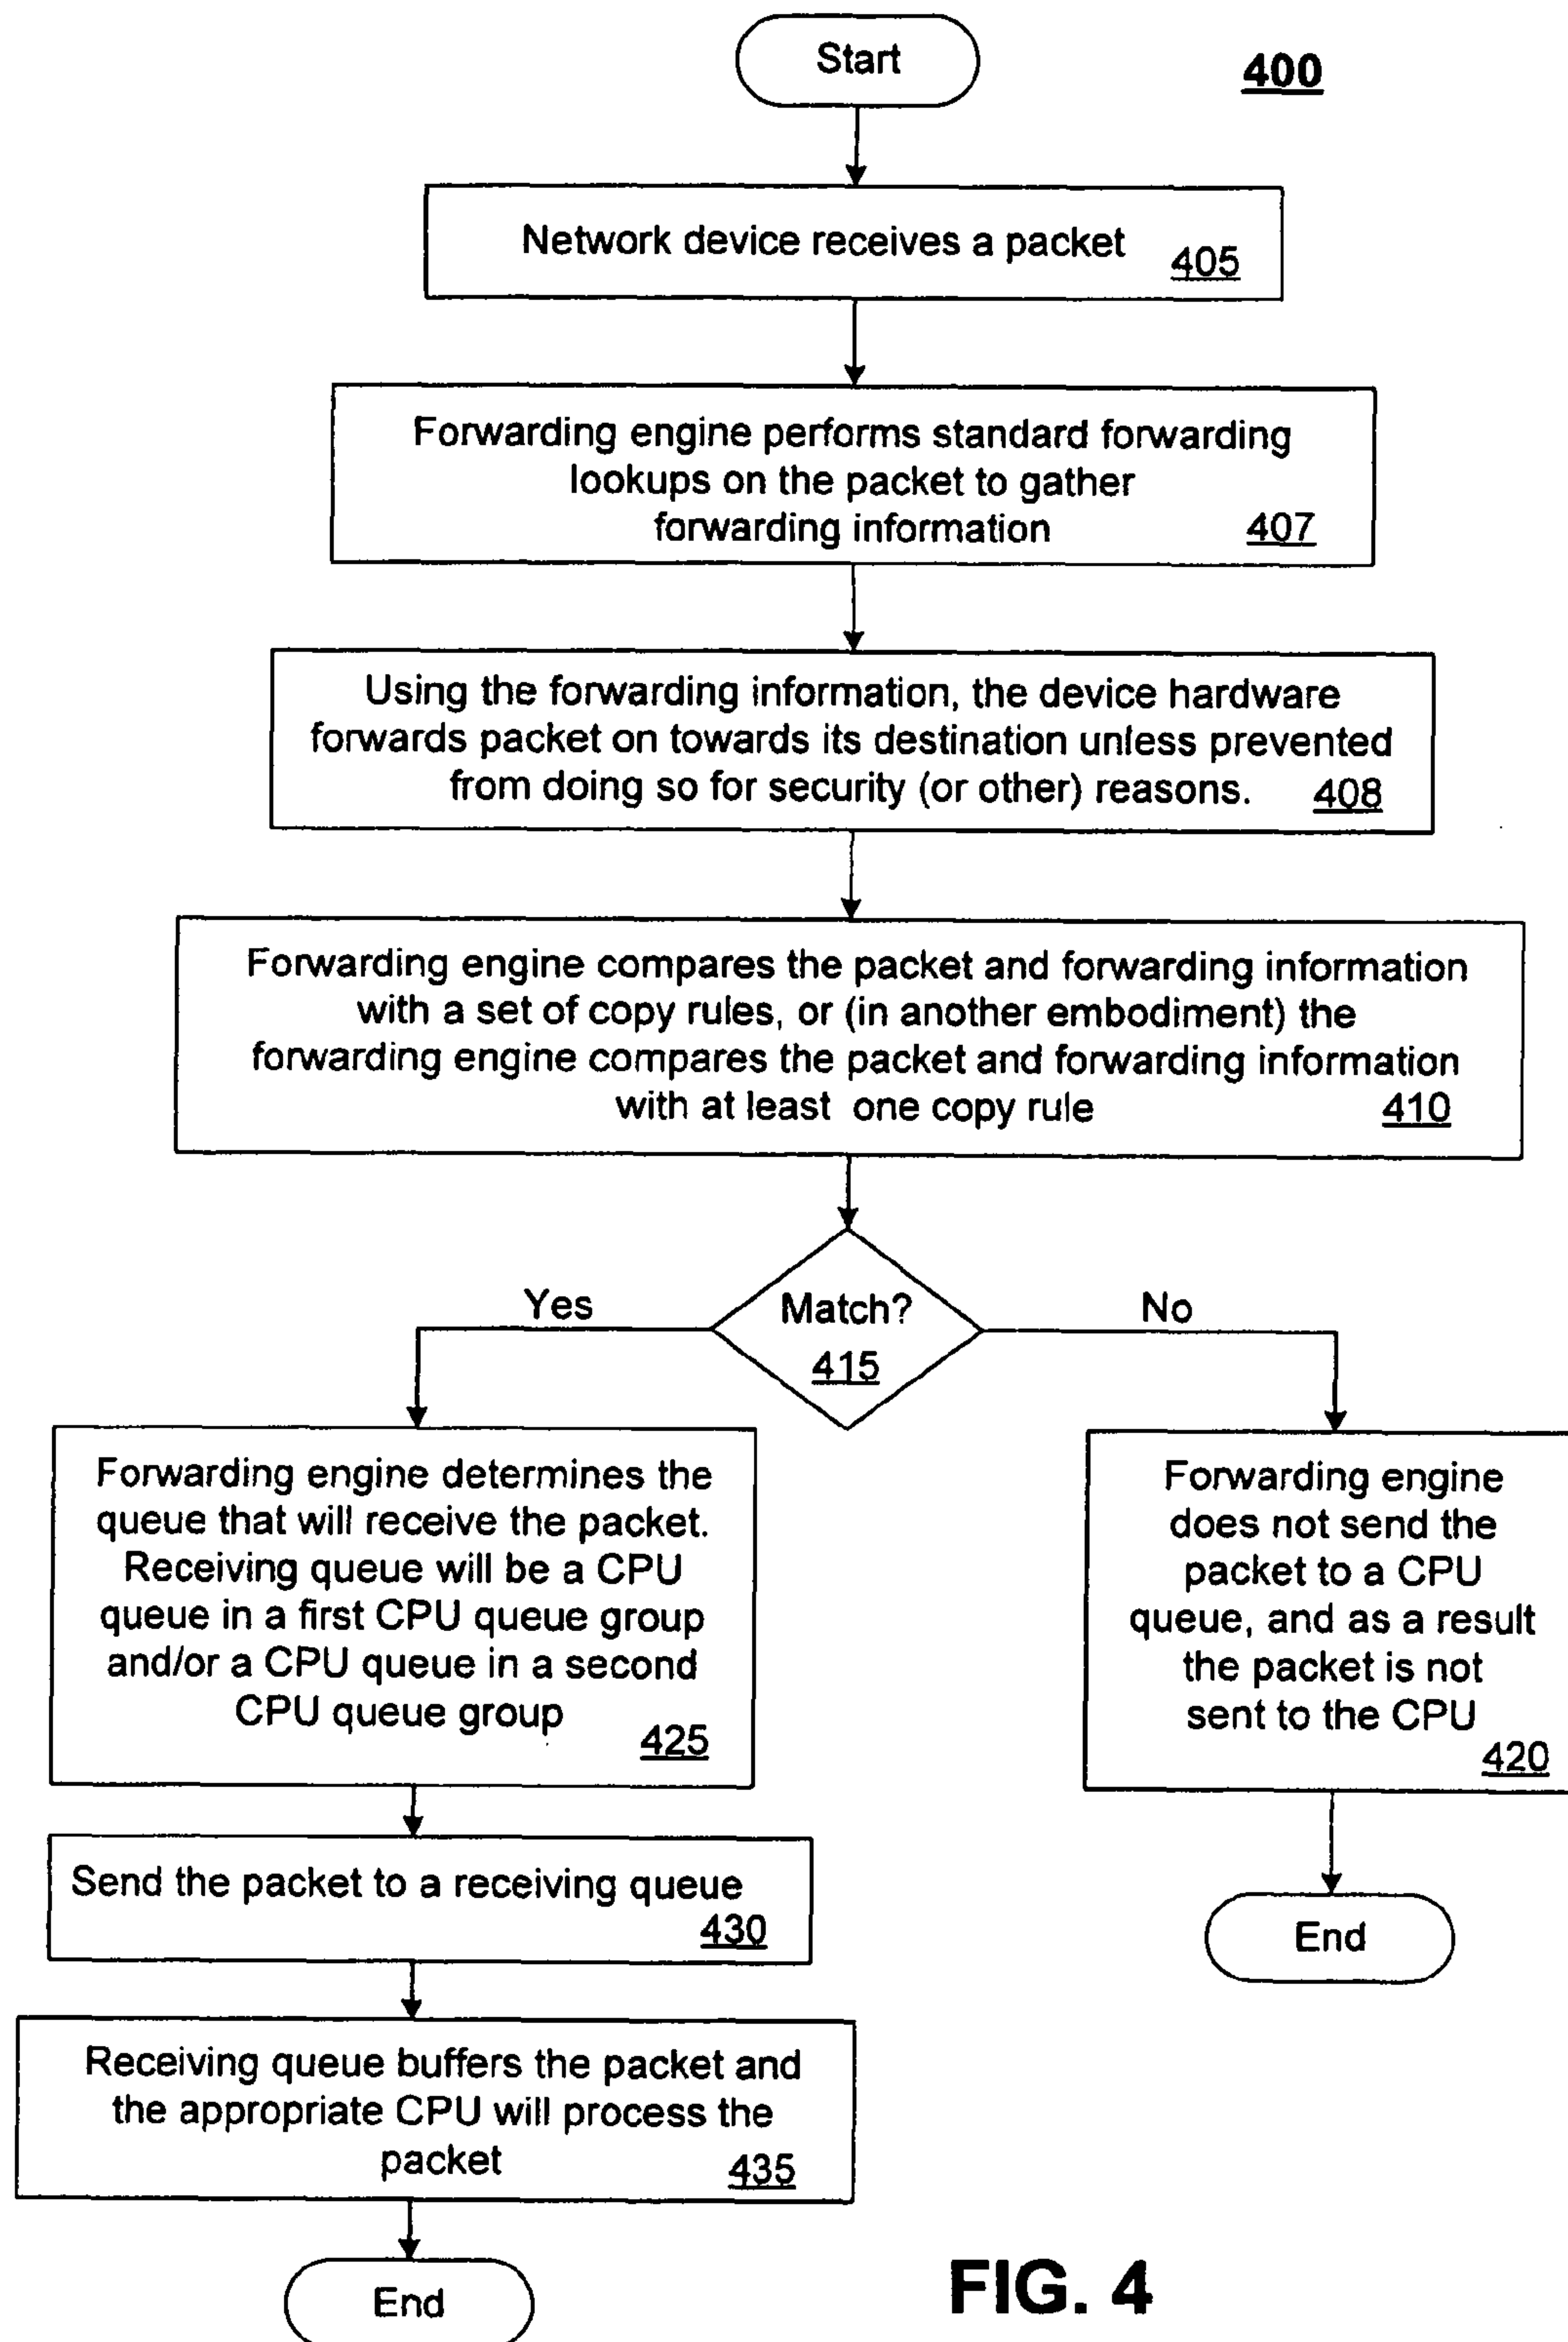 Start
400
Network device receives a packet
405
Forwarding engine performs standard forwarding
lookups on the packet to gather
forwarding information
407
Using the forwarding information, the device hardware
forwards packet on towards its destination unless prevented
from doing so for security (or other) reasons.
408
Forwarding engine compares the packet and forwarding information
with a set of copy rules, or (in another embodiment) the
forwarding engine compares the packet and forwarding information
with at least one copy rule
410
Match?
415
Yes
No
Forwarding engine determines the
queue that will receive the packet.
Receiving queue will be a CPU
queue in a first CPU queue group
and/or a CPU queue in a second
CPU queue group
425
Forwarding engine
does not send the
packet to a CPU
queue, and as a result
the packet is not
sent to the CPU
420
Send the packet to a receiving queue
430
End
Receiving queue buffers the packet and
the appropriate CPU will process the
packet
435
End
FIG. 4